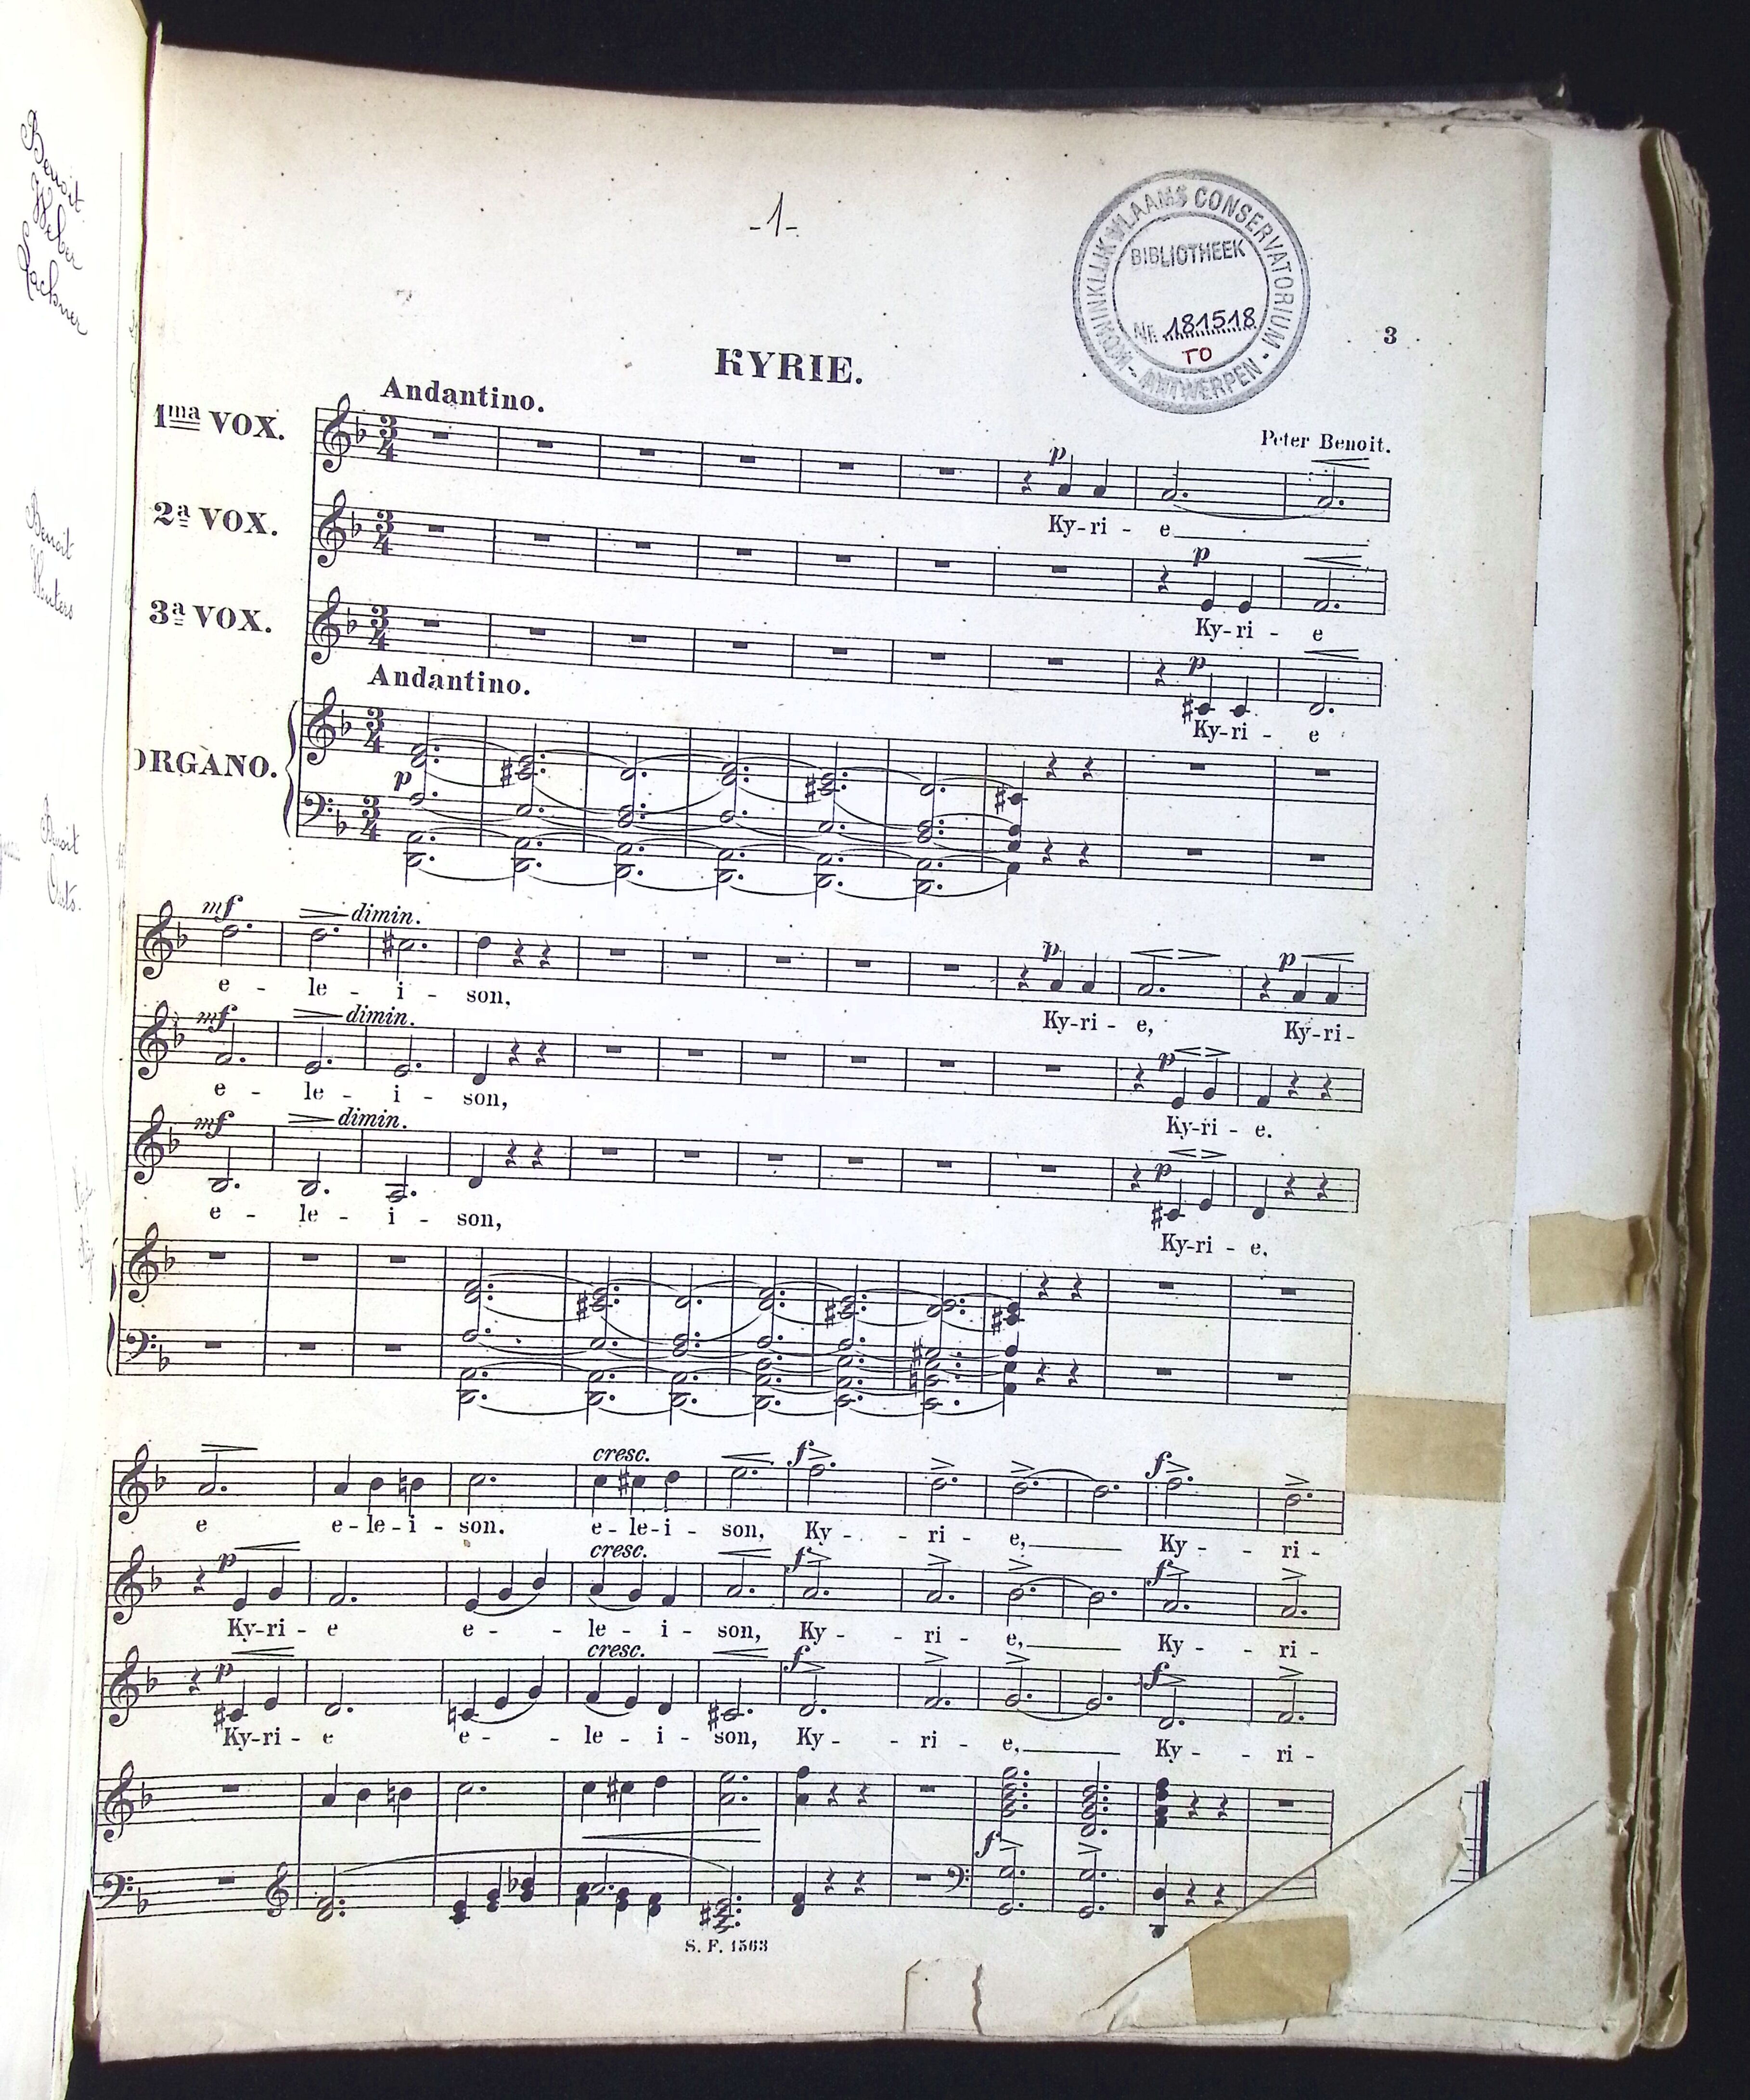 Benoit
Weber
Lachner
Benoit
Wouters
Benoit
-1-
KONINKLIJK VLAAMS CONSERVATORIUM - ANTWERPEN -
BIBLIOTHEEK
Nr. 181518
TO
3
KYRIE.
Andantino.
Peter Benoit.
1ma VOX.
p
Ky-ri - e
2a VOX.
p
Ky-ri - e
3a VOX.
p
Ky-ri - e
Andantino.
ORGANO.
p
mf dimin. p p
e - le - i - son, Ky-ri - e, Ky-ri-
mf dimin. p
e - le - i - son, Ky-ri - e.
mf dimin. p
e - le - i - son, Ky-ri - e.
cresc. f f
e e-le-i - son. e-le-i - son, Ky - - ri - e, Ky - - ri -
p cresc. f f
Ky-ri - e e - - le - i - son, Ky - - ri - e, Ky - - ri -
p cresc. f f
Ky-ri - e e - - le - i - son, Ky - - ri - e, Ky - - ri -
f
S. F. 1563